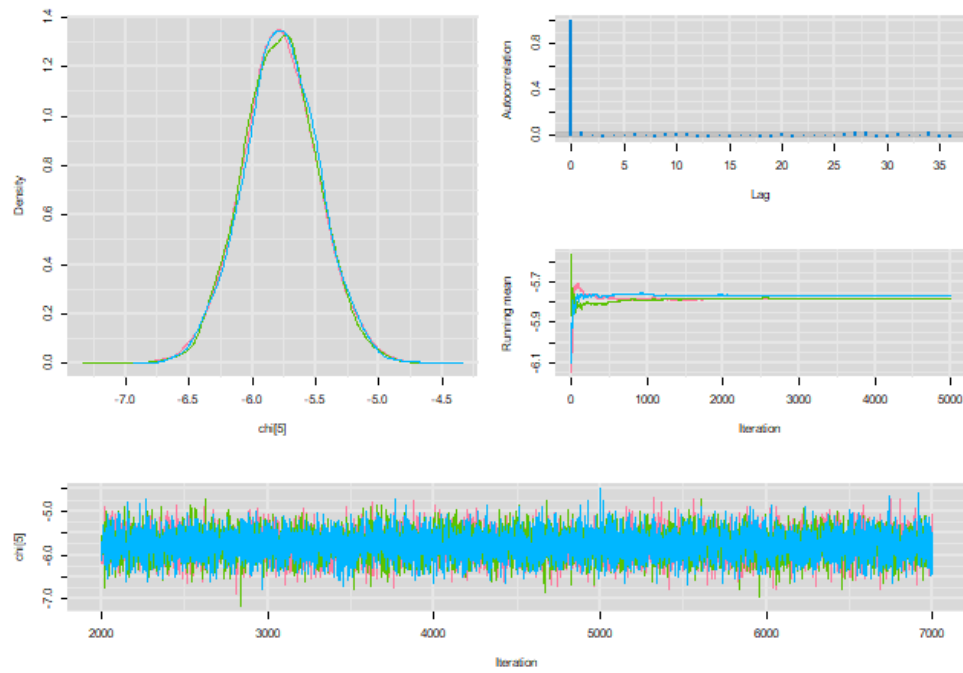 1.4
1.2
1.0
0.8
0.6
0.4
0.2
0.0
Density
-7.0 -6.5 -6.0 -5.5 -5.0 -4.5
chi[5]
0.8
0.4
0.0
Autocorrelation
0 5 10 15 20 25 30 35
Lag
-5.7
-5.9
-6.1
Running mean
0 1000 2000 3000 4000 5000
Iteration
-5.0
-6.0
-7.0
chi[5]
2000 3000 4000 5000 6000 7000
Iteration